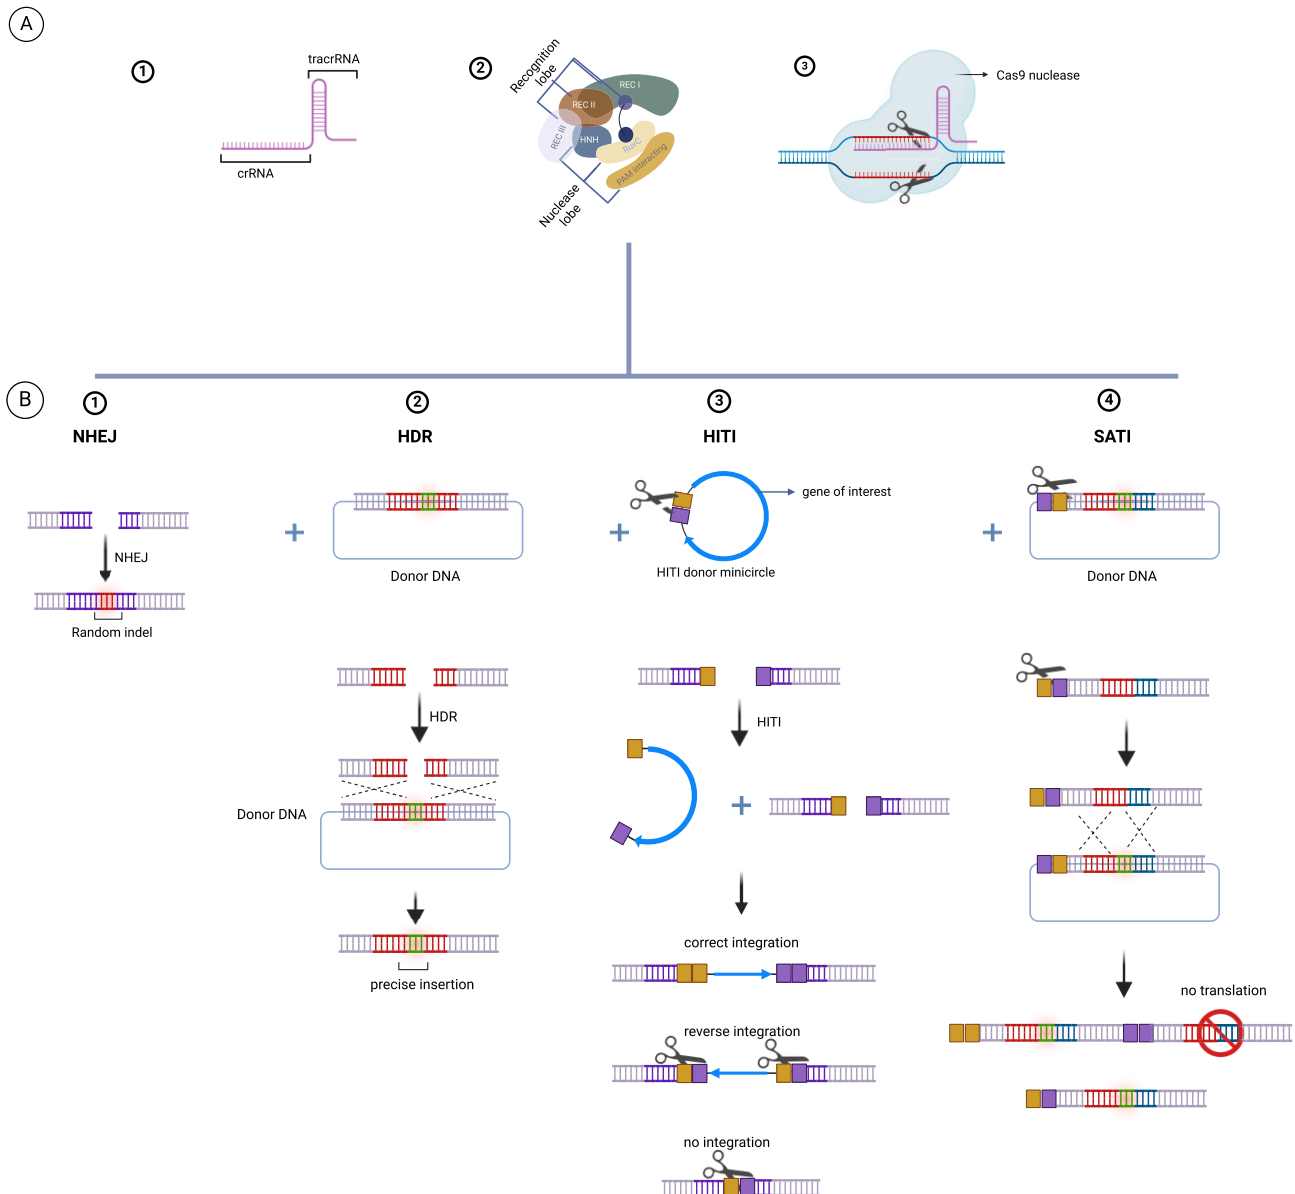 A
1
tracrRNA
crRNA
2
Recognition
lobe
REC I
REC II
REC III
HNH
RuvC
PAM interacting
Nuclease
lobe
3
Cas9 nuclease
B
1
NHEJ
NHEJ
Random indel
2
HDR
+
Donor DNA
HDR
Donor DNA
precise insertion
3
HITI
+
gene of interest
HITI donor minicircle
HITI
+
correct integration
reverse integration
no integration
4
SATI
+
Donor DNA
no translation